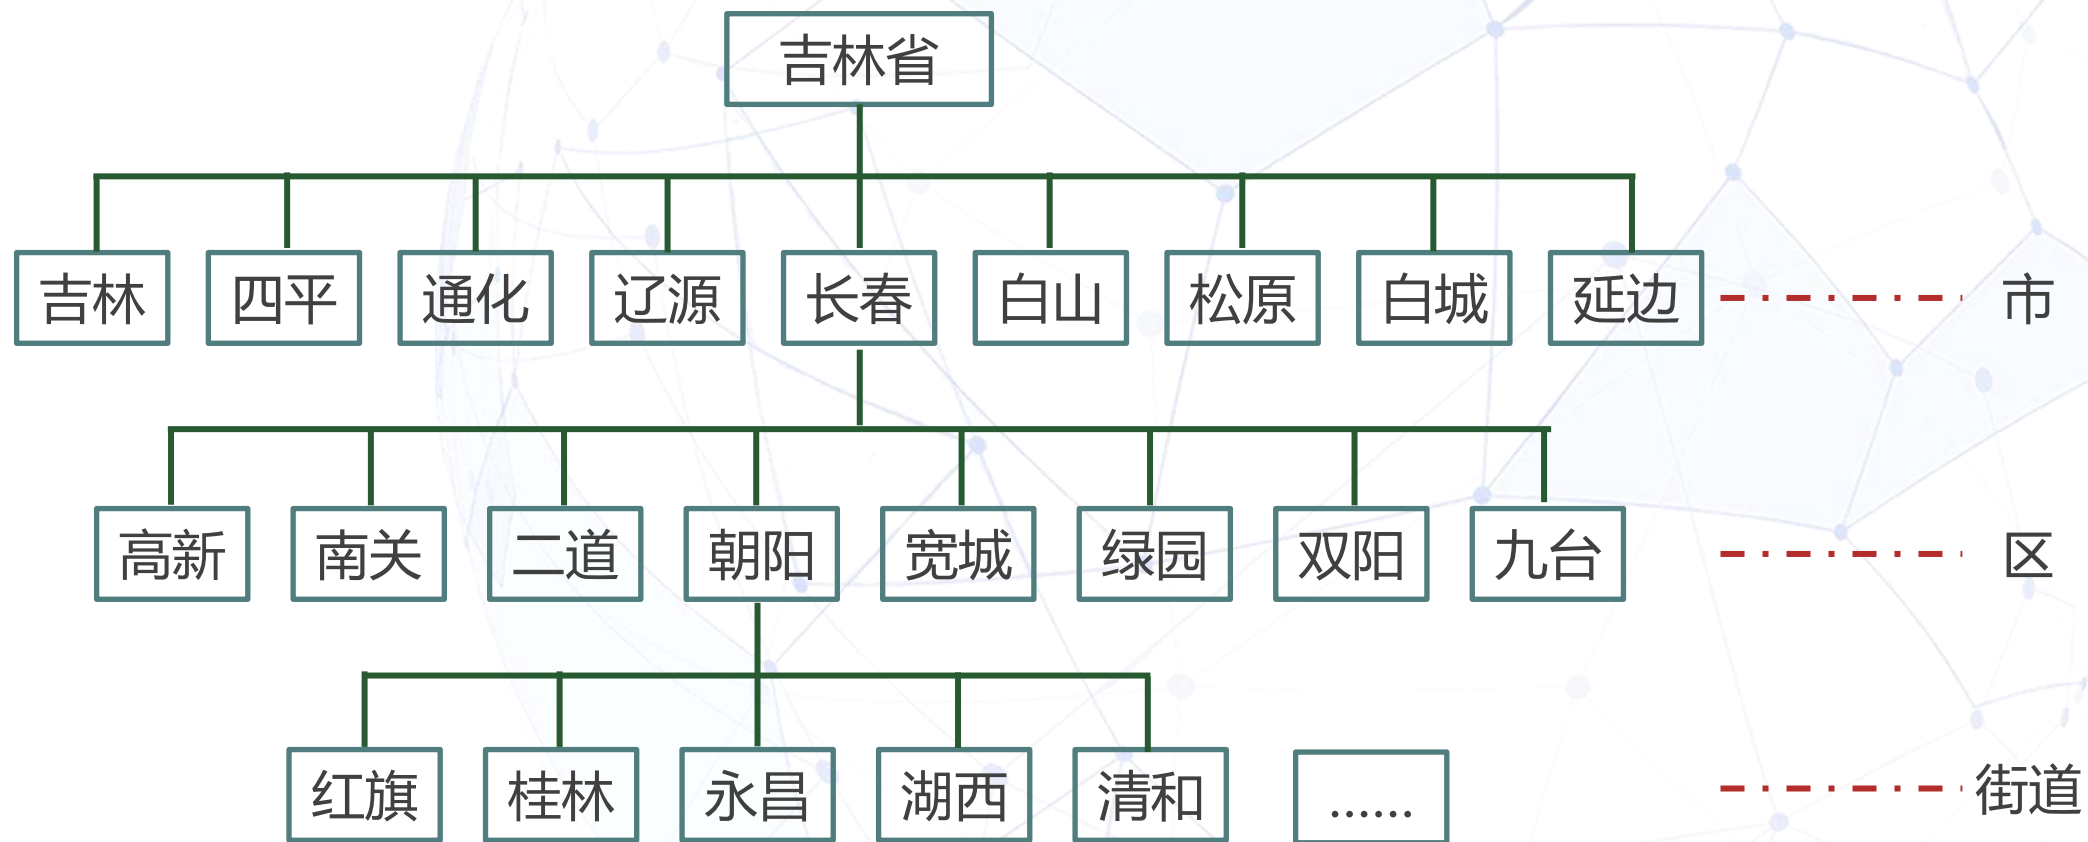 吉林省
吉林 四平 通化 辽源 长春 白山 松原 白城 延边 市
高新 南关 二道 朝阳 宽城 绿园 双阳 九台 区
红旗 桂林 永昌 湖西 清和 …… 街道